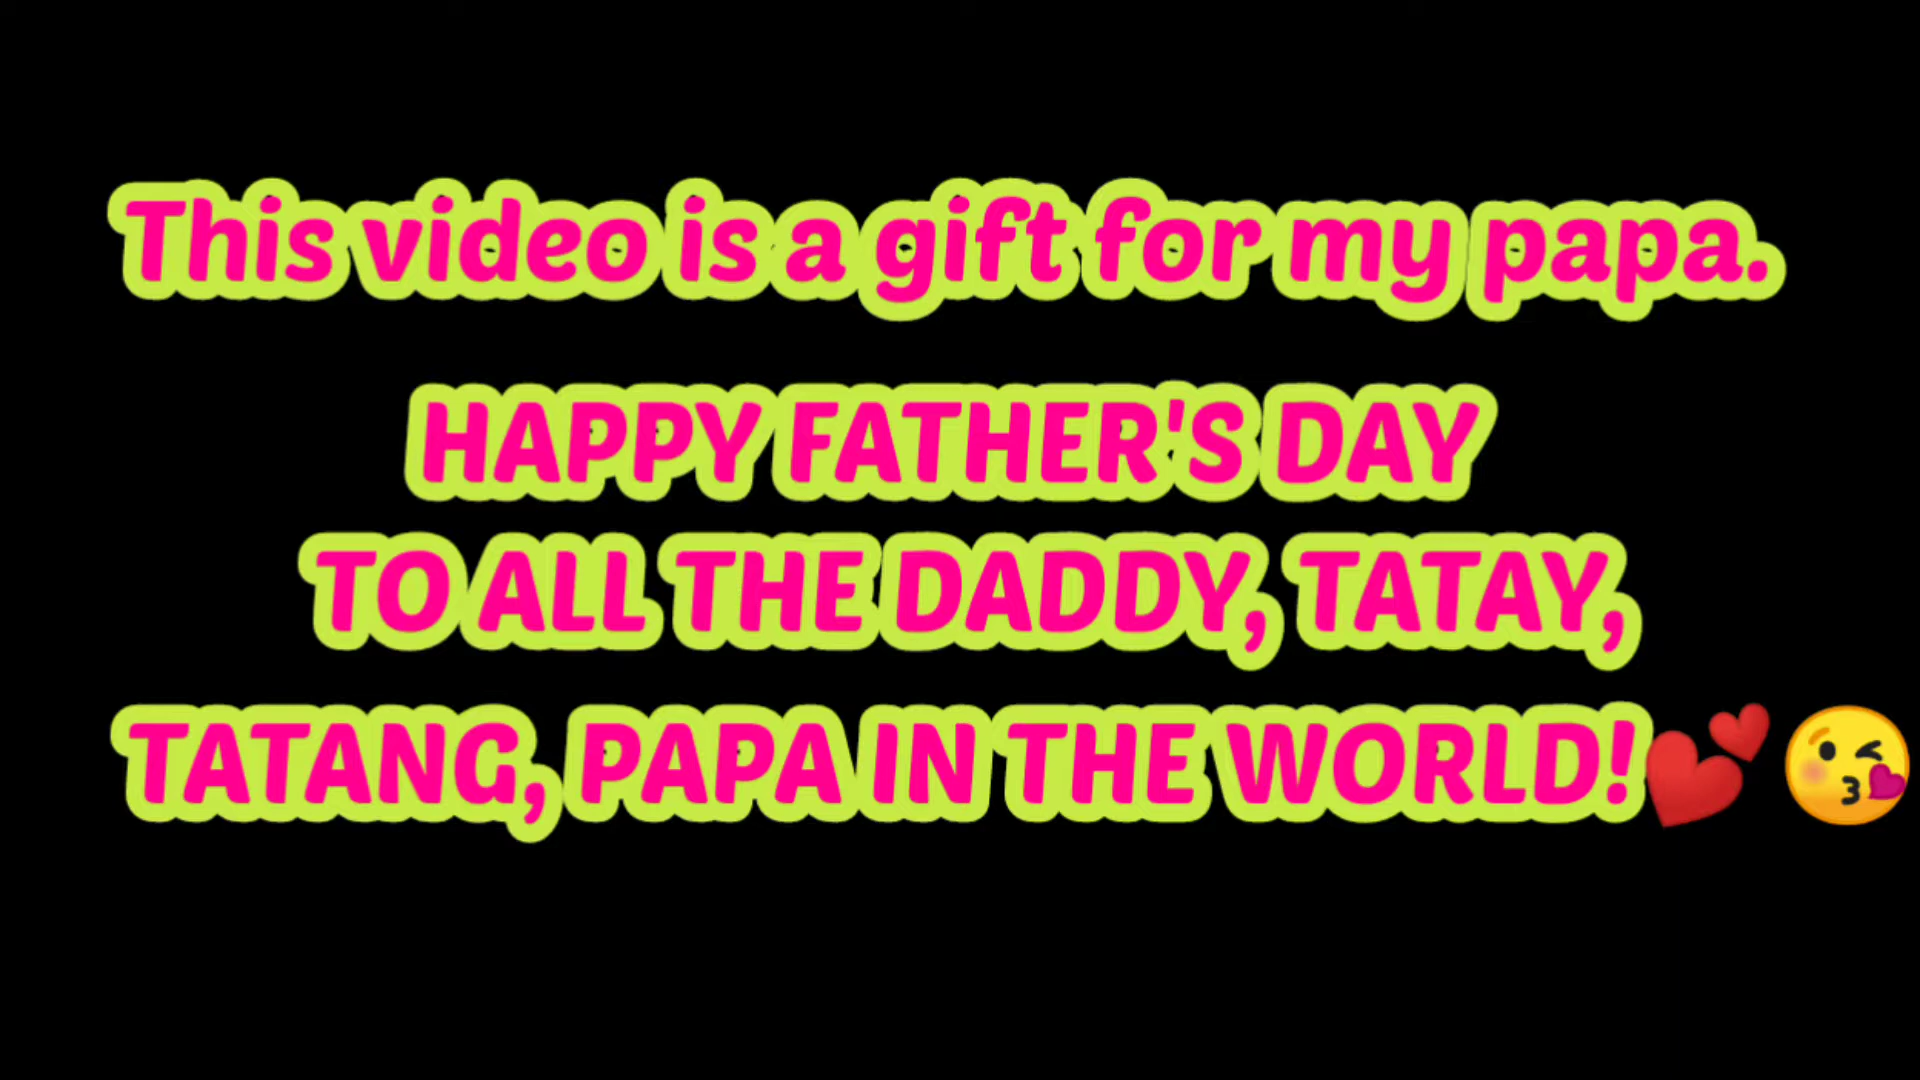 This video is a gift for my papa.
HAPPY FATHER'S DAY
TO ALL THE DADDY, TATAY,
TATANG, PAPA IN THE WORLD!💕😘